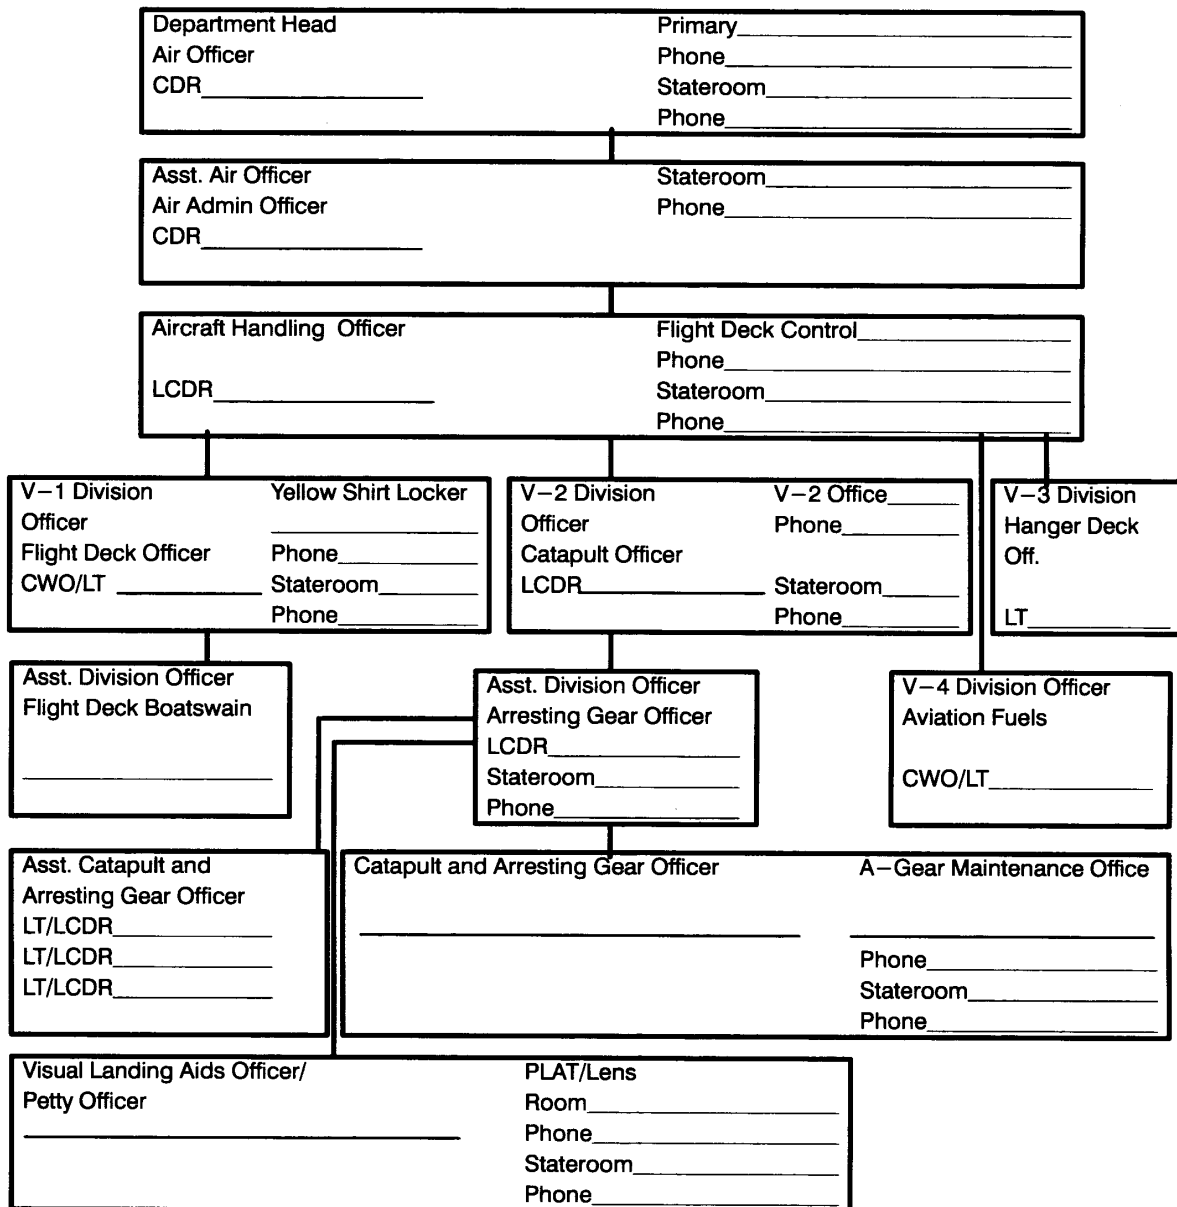 Department Head
Air Officer
CDR
Primary
Phone
Stateroom
Phone
Asst. Air Officer
Air Admin Officer
CDR
Stateroom
Phone
Aircraft Handling Officer
LCDR
Flight Deck Control
Phone
Stateroom
Phone
V-1 Division
Officer
Flight Deck Officer
CWO/LT
Yellow Shirt Locker
Phone
Stateroom
Phone
V-2 Division
Officer
Catapult Officer
LCDR
V-2 Office
Phone
Stateroom
Phone
V-3 Division
Hanger Deck
Off.
LT
Asst. Division Officer
Flight Deck Boatswain
Asst. Division Officer
Arresting Gear Officer
LCDR
Stateroom
Phone
V-4 Division Officer
Aviation Fuels
CWO/LT
Asst. Catapult and
Arresting Gear Officer
LT/LCDR
LT/LCDR
LT/LCDR
Catapult and Arresting Gear Officer
A-Gear Maintenance Office
Phone
Stateroom
Phone
Visual Landing Aids Officer/
Petty Officer
PLAT/Lens
Room
Phone
Stateroom
Phone